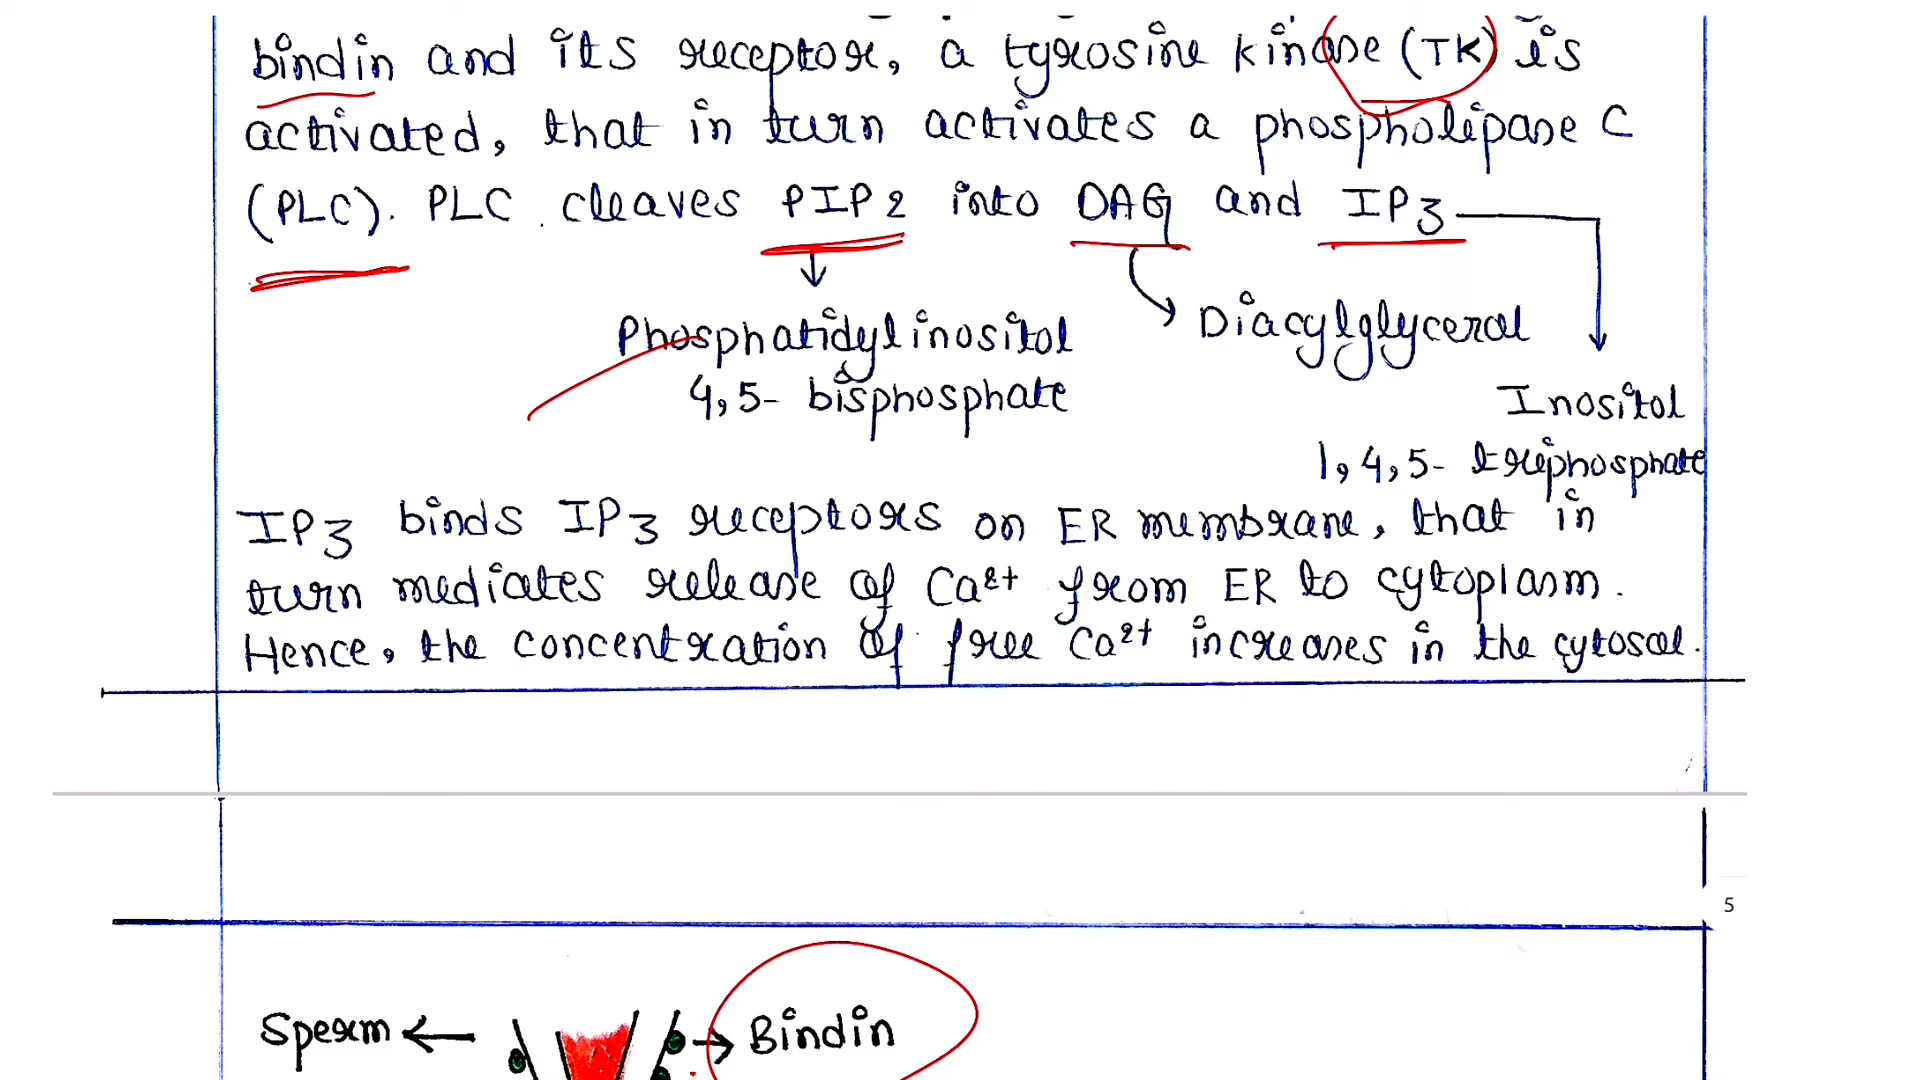 bindin and its receptor, a tyrosine kinase (TK) is
activated, that in turn activates a phospholipase C
(PLC). PLC cleaves PIP2 into DAG and IP3
Phosphatidylinositol
4,5- bisphosphate
Diacylglycerol
Inositol
1,4,5- triphosphate
IP3 binds IP3 receptors on ER membrane, that in
turn mediates release of Ca2+ from ER to cytoplasm.
Hence, the concentration of free Ca2+ increases in the cytosol.
5
Sperm
Bindin